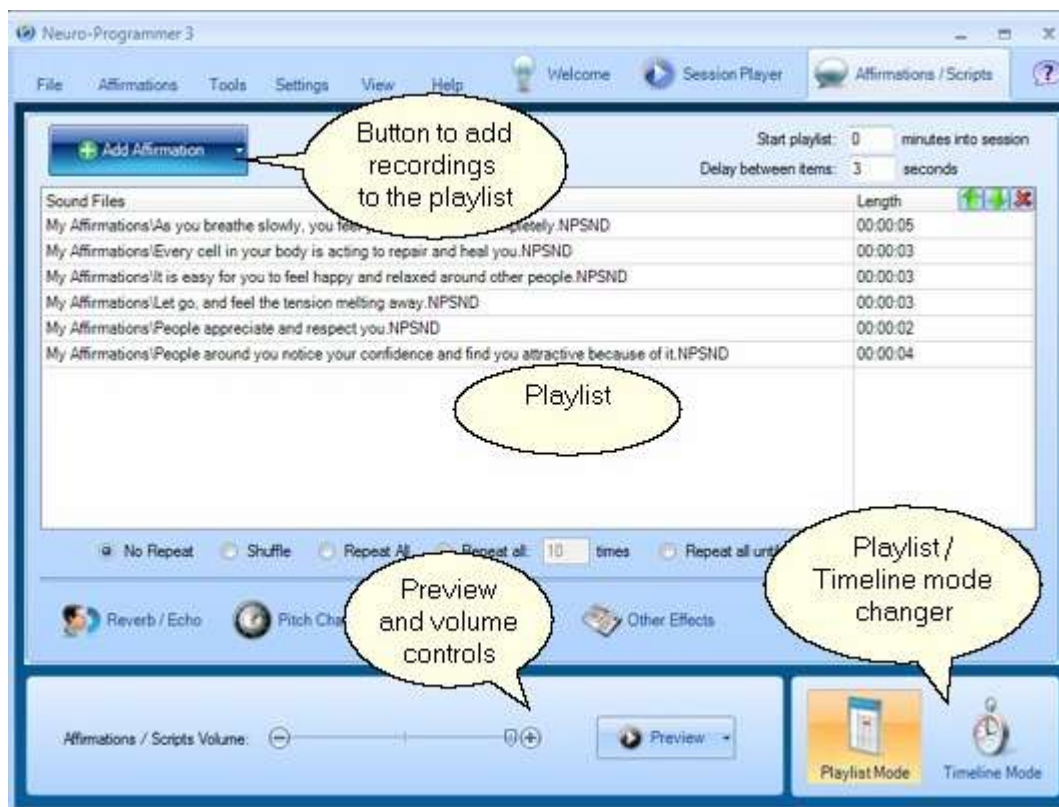 Neuro-Programmer 3
File Affirmations Tools Settings View Help Welcome Session Player Affirmations / Scripts
Add Affirmation
Button to add
recordings
to the playlist
Start playlist: 0 minutes into session
Delay between items: 3 seconds
Sound Files Length
My Affirmations\As you breathe slowly, you .NPSND 00:00:05
My Affirmations\Every cell in your body is acting to repair and heal you.NPSND 00:00:03
My Affirmations\It is easy for you to feel happy and relaxed around other people.NPSND 00:00:03
My Affirmations\Let go, and feel the tension melting away.NPSND 00:00:03
My Affirmations\People appreciate and respect you.NPSND 00:00:02
My Affirmations\People around you notice your confidence and find you attractive because of it.NPSND 00:00:04
Playlist
No Repeat Shuffle Repeat All Repeat all: 10 times Repeat all
Playlist /
Timeline mode
changer
Preview
and volume
controls
Reverb / Echo Pitch Other Effects
Affirmations / Scripts Volume: Preview
Playlist Mode Timeline Mode